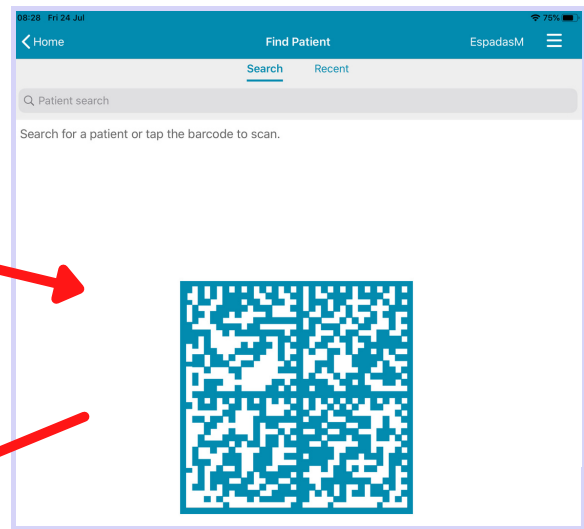 08:28 Fri 24 Jul 75%
Home Find Patient EspadasM
Search Recent
Patient search
Search for a patient or tap the barcode to scan.